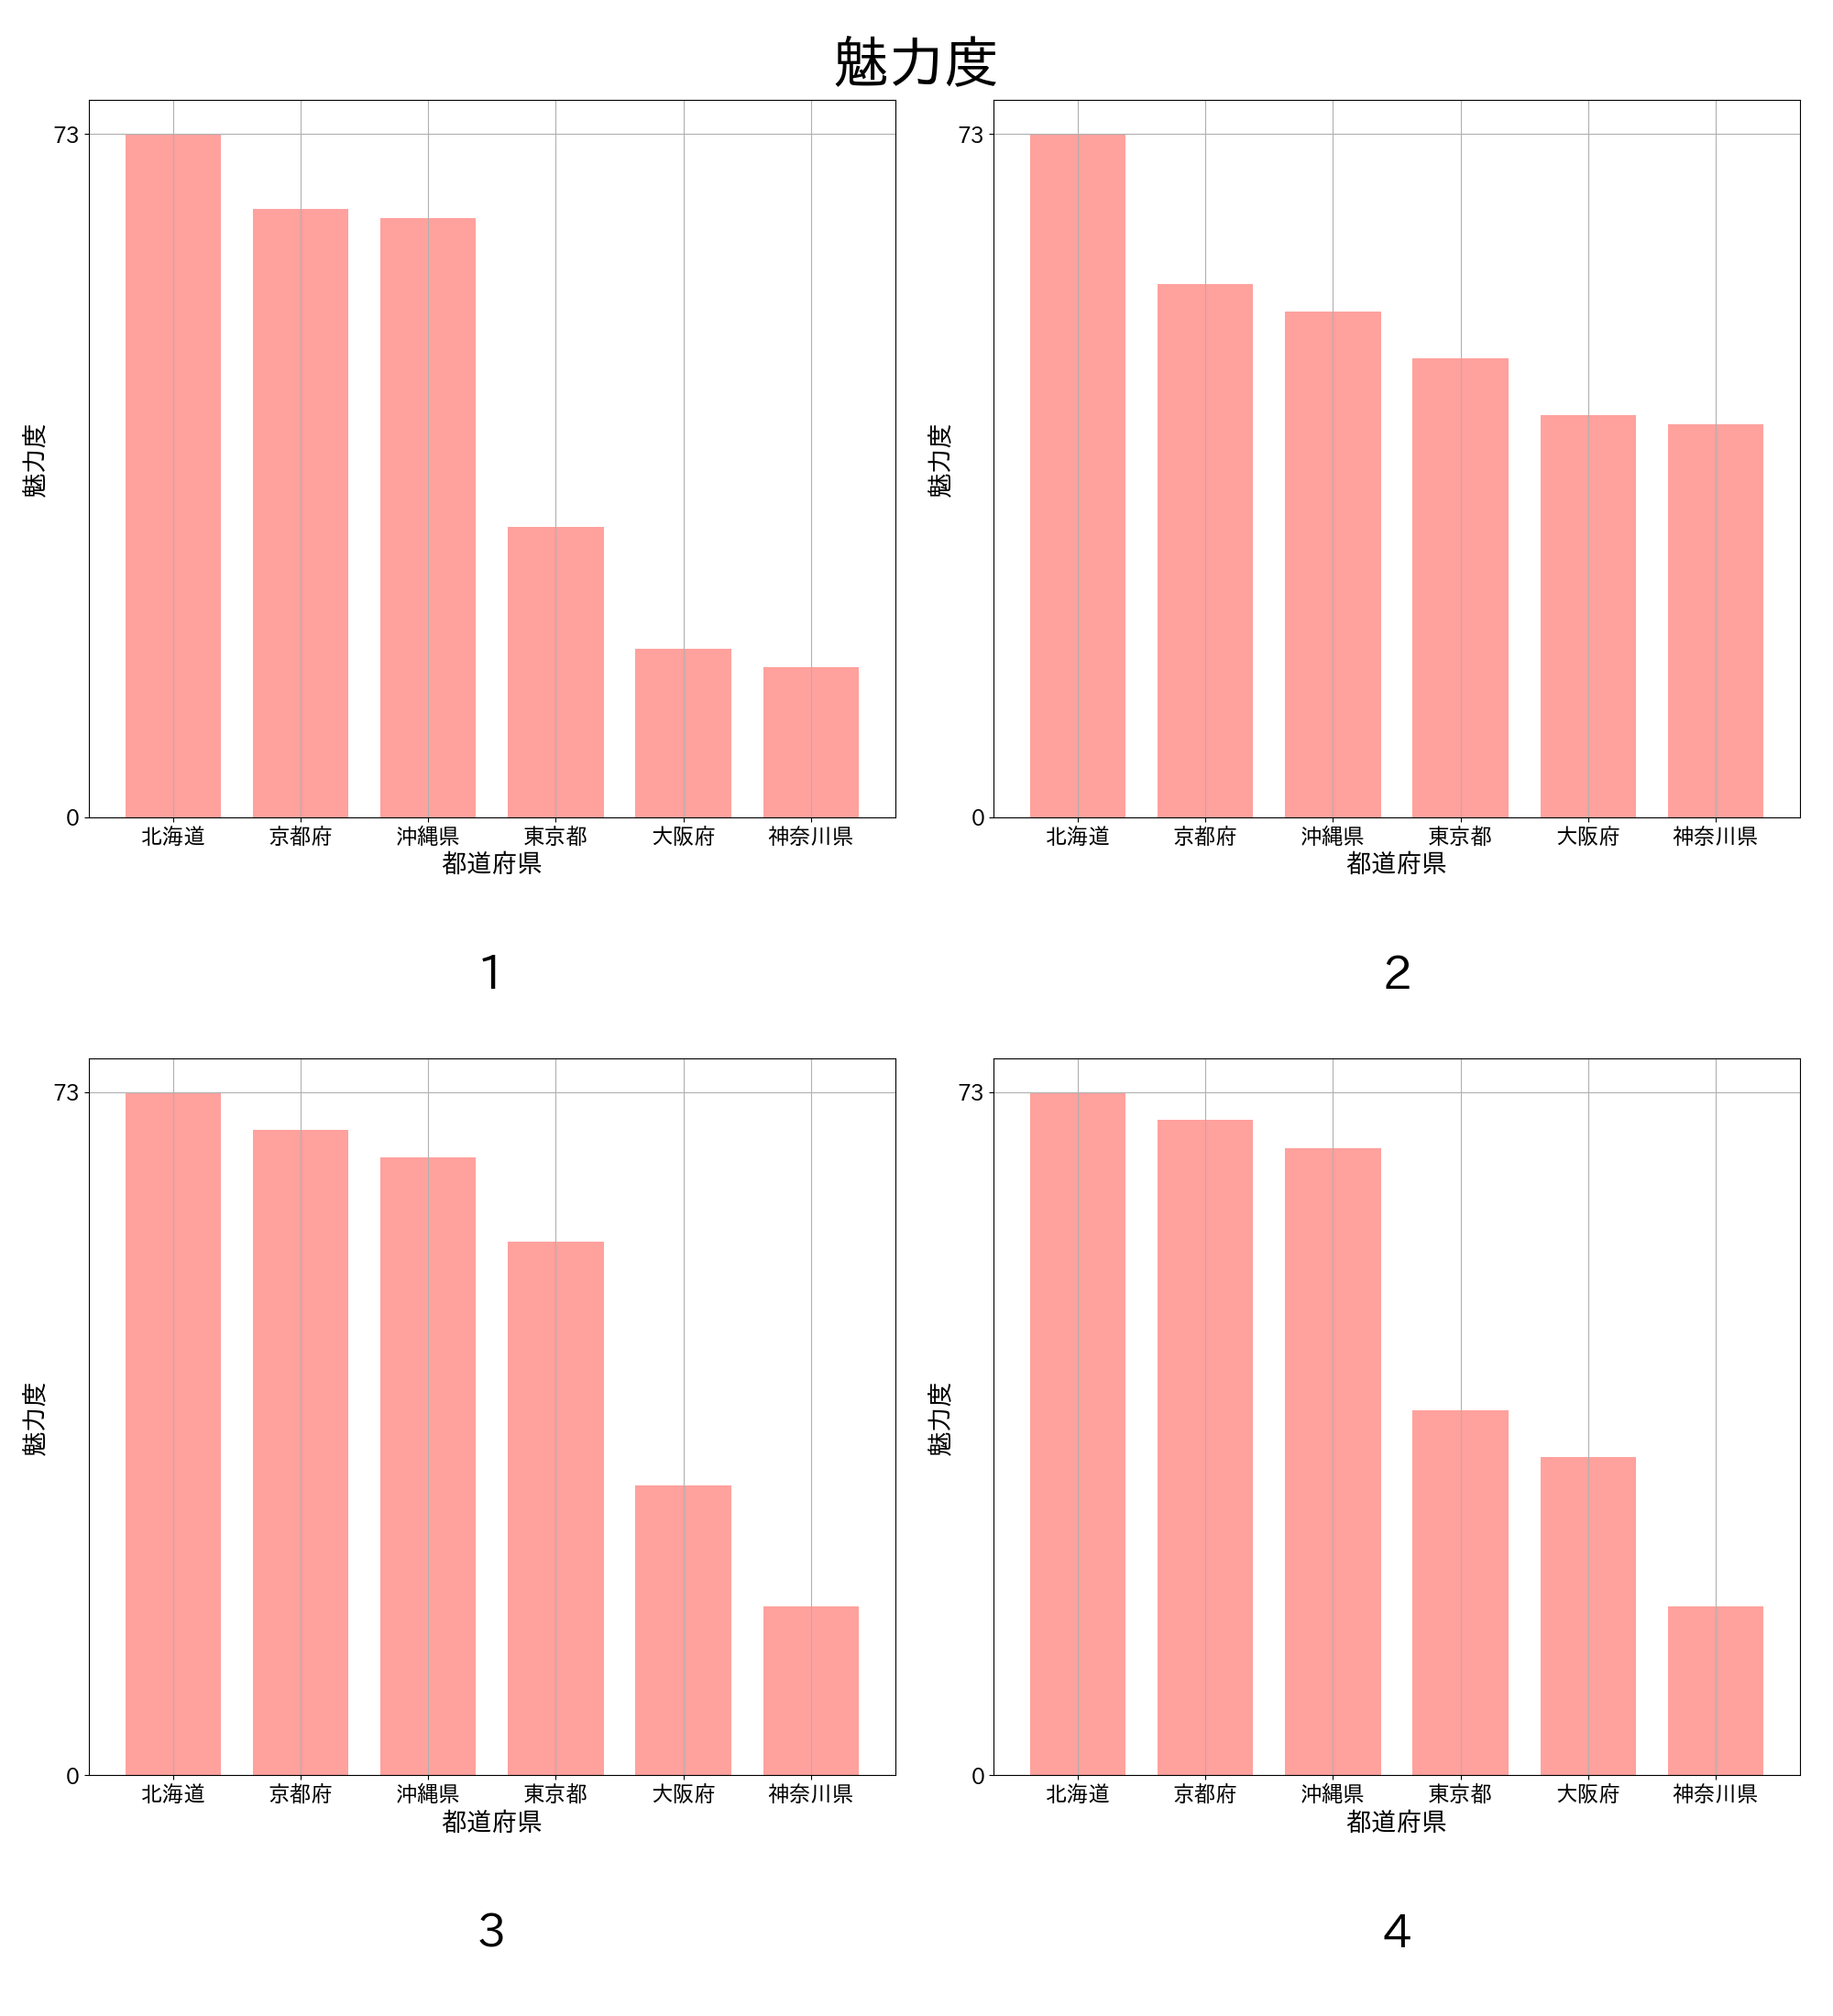 魅力度
73
魅力度
0
北海道 京都府 沖縄県 東京都 大阪府 神奈川県
都道府県
1
73
魅力度
0
北海道 京都府 沖縄県 東京都 大阪府 神奈川県
都道府県
2
73
魅力度
0
北海道 京都府 沖縄県 東京都 大阪府 神奈川県
都道府県
3
73
魅力度
0
北海道 京都府 沖縄県 東京都 大阪府 神奈川県
都道府県
4